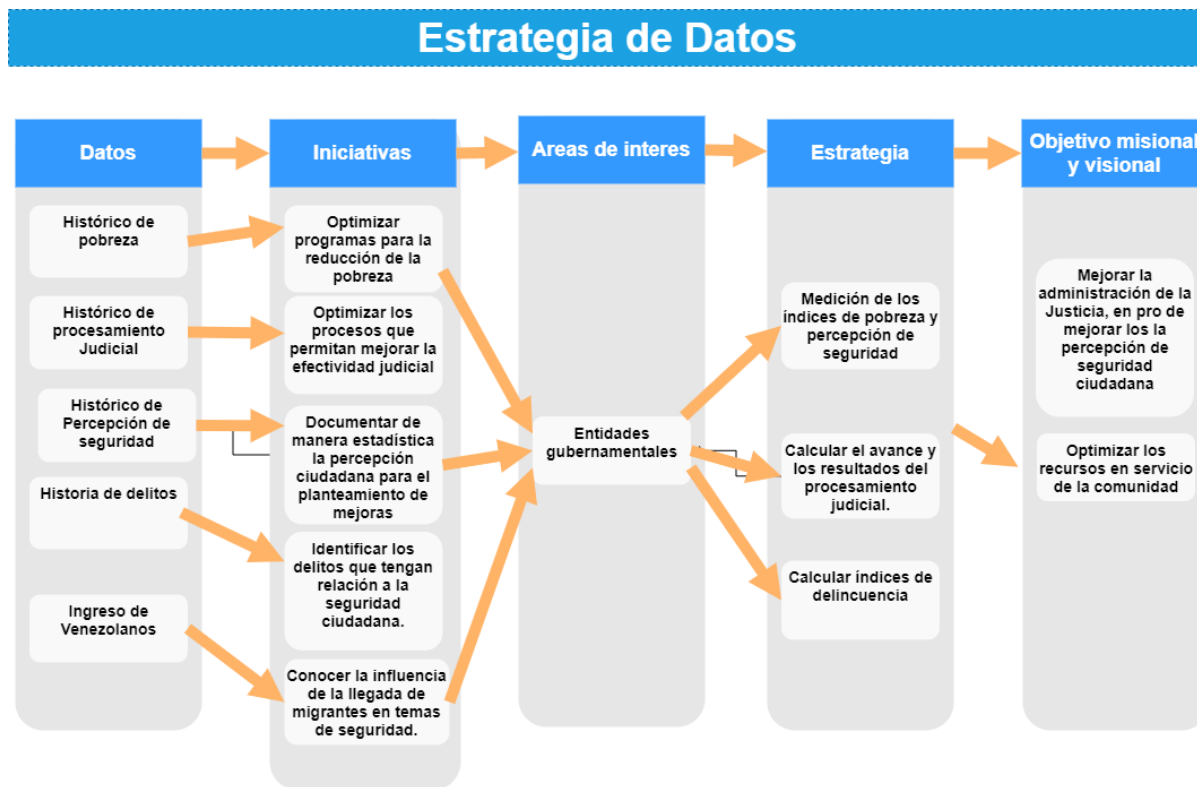 Estrategia de Datos
Datos
Iniciativas
Areas de interes
Estrategia
Objetivo misional
y visional
Histórico de
pobreza
Histórico de
procesamiento
Judicial
Histórico de
Percepción de
seguridad
Historia de delitos
Ingreso de
Venezolanos
Optimizar
programas para la
reducción de la
pobreza
Optimizar los
procesos que
permitan mejorar la
efectividad judicial
Documentar de
manera estadística
la percepción
ciudadana para el
planteamiento de
mejoras
Identificar los
delitos que tengan
relación a la
seguridad
ciudadana.
Conocer la influencia
de la llegada de
migrantes en temas
de seguridad.
Entidades
gubernamentales
Medición de los
índices de pobreza y
percepción de
seguridad
Calcular el avance y
los resultados del
procesamiento
judicial.
Calcular índices de
delincuencia
Mejorar la
administración de la
Justicia, en pro de
mejorar los la
percepción de
seguridad
ciudadana
Optimizar los
recursos en servicio
de la comunidad